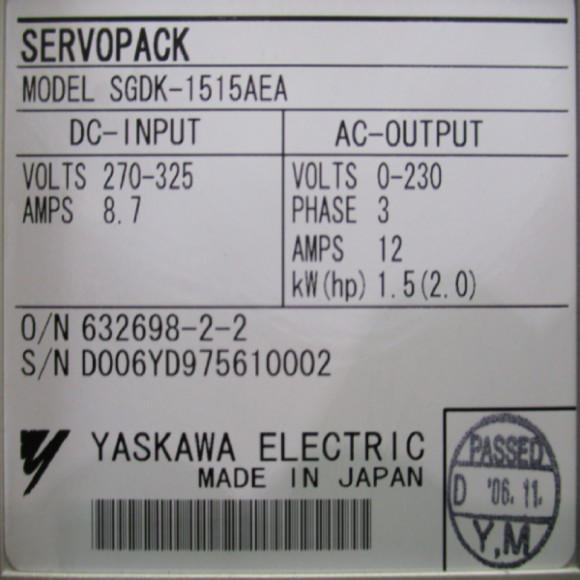 SERVOPACK
MODEL SGDK-1515AEA
DC-INPUT
VOLTS 270-325
AMPS 8.7
AC-OUTPUT
VOLTS 0-230
PHASE 3
AMPS 12
kW(hp) 1.5(2.0)
O/N 632698-2-2
S/N D006YD975610002
YASKAWA ELECTRIC
MADE IN JAPAN
PASSED
D '06.11.
Y,M